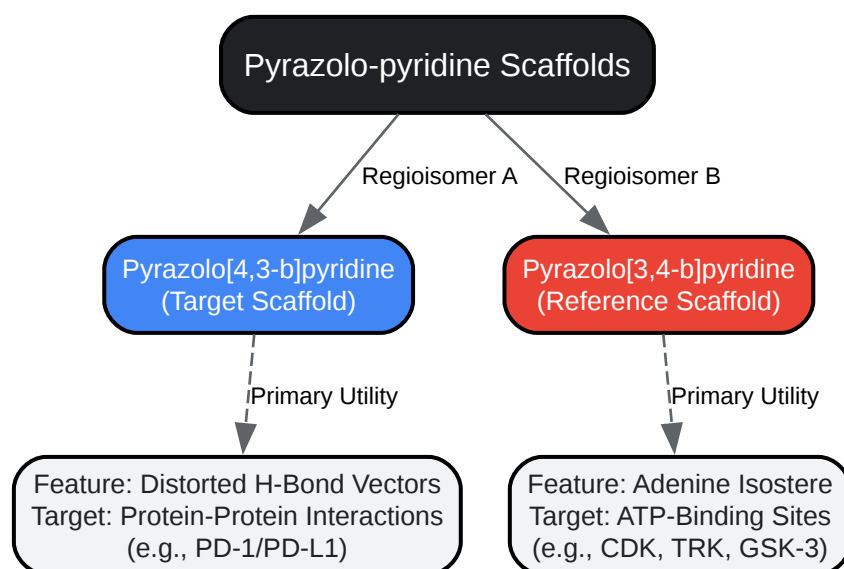 Pyrazolo-pyridine Scaffolds
Regioisomer A
Regioisomer B
Pyrazolo[4,3-b]pyridine
(Target Scaffold)
Pyrazolo[3,4-b]pyridine
(Reference Scaffold)
Primary Utility
Primary Utility
Feature: Distorted H-Bond Vectors
Target: Protein-Protein Interactions
(e.g., PD-1/PD-L1)
Feature: Adenine Isostere
Target: ATP-Binding Sites
(e.g., CDK, TRK, GSK-3)